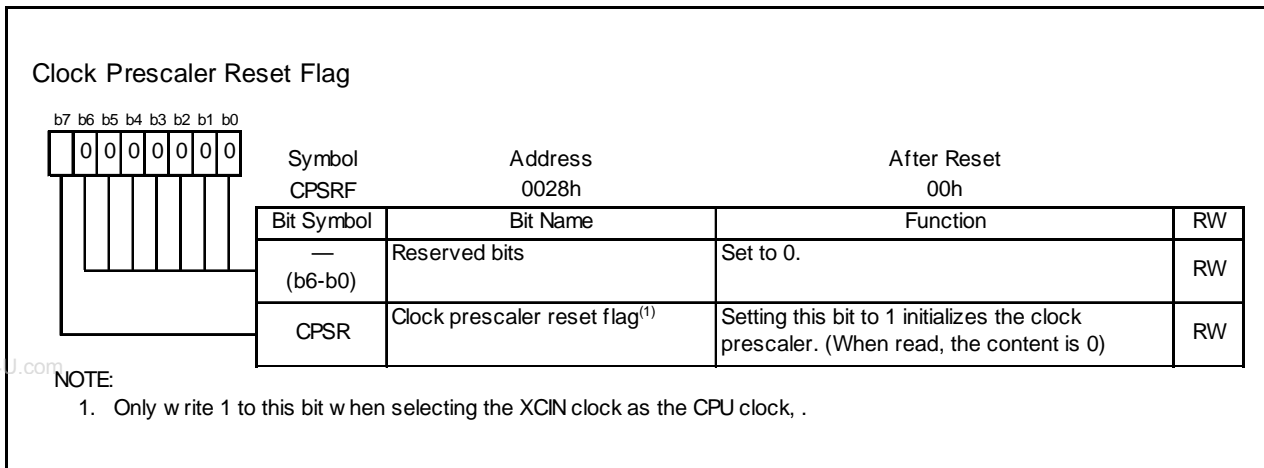 Clock Prescaler Reset Flag
b7 b6 b5 b4 b3 b2 b1 b0
0 0 0 0 0 0 0
Symbol Address After Reset
CPSRF 0028h 00h
Bit Symbol Bit Name Function RW
— (b6-b0) Reserved bits Set to 0. RW
CPSR Clock prescaler reset flag(1) Setting this bit to 1 initializes the clock
prescaler. (When read, the content is 0) RW
U.com
NOTE:
1. Only w rite 1 to this bit w hen selecting the XCIN clock as the CPU clock, .